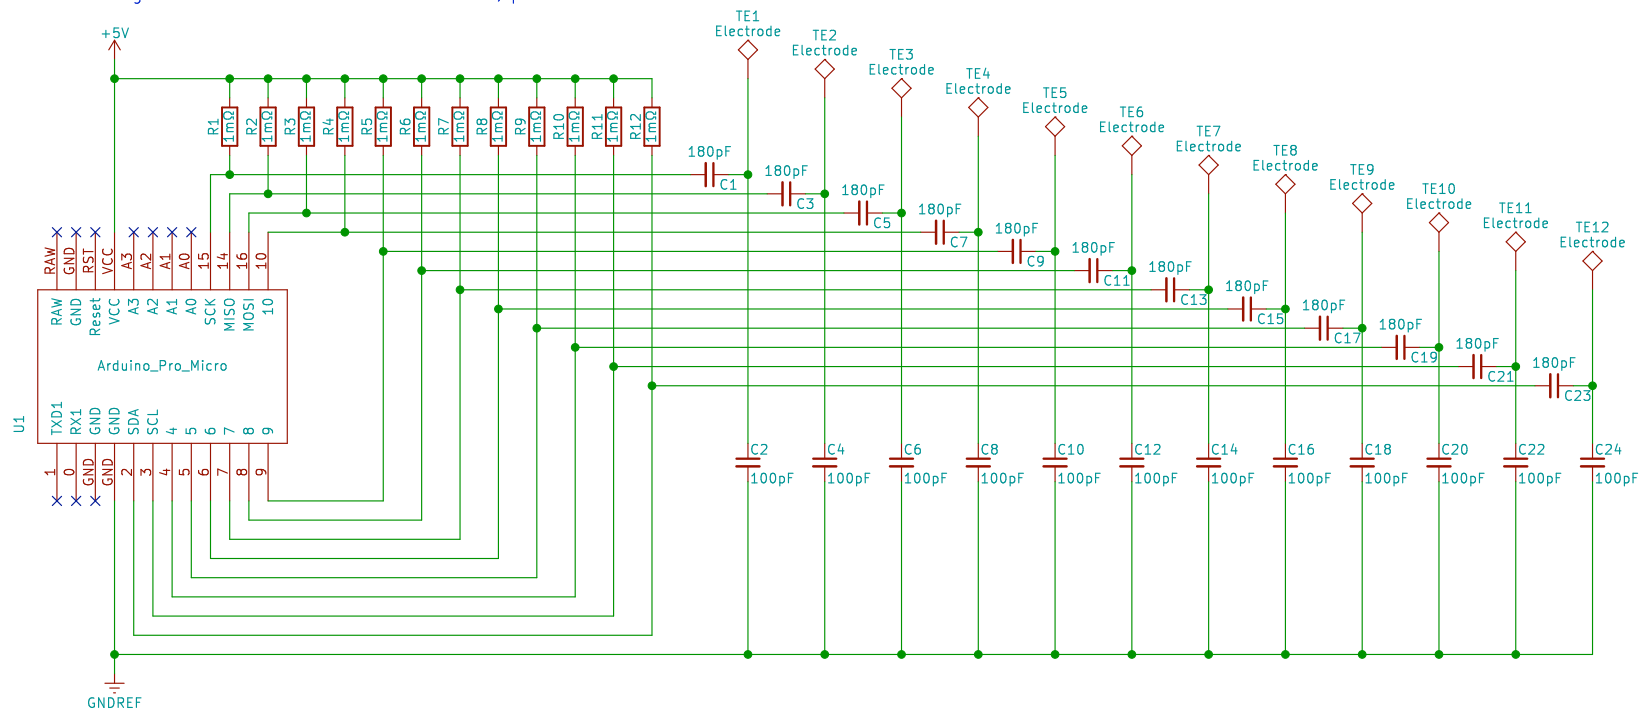 +5V
R1
1mΩ
R2
1mΩ
R3
1mΩ
R4
1mΩ
R5
1mΩ
R6
1mΩ
R7
1mΩ
R8
1mΩ
R9
1mΩ
R10
1mΩ
R11
1mΩ
R12
1mΩ
TE1
Electrode
TE2
Electrode
TE3
Electrode
TE4
Electrode
TE5
Electrode
TE6
Electrode
TE7
Electrode
TE8
Electrode
TE9
Electrode
TE10
Electrode
TE11
Electrode
TE12
Electrode
180pF
C1
180pF
C3
180pF
C5
180pF
C7
180pF
C9
180pF
C11
180pF
C13
180pF
C15
180pF
C17
180pF
C19
180pF
C21
180pF
C23
RAW
GND
RST
VCC
A3
A2
A1
A0
15
14
16
10
RAW
GND
Reset
VCC
A3
A2
A1
A0
SCK
MISO
MOSI
10
Arduino_Pro_Micro
U1
TXD1
RX1
GND
GND
SDA
SCL
4
5
6
7
8
9
1
0
GND
GND
2
3
4
5
6
7
8
9
C2
100pF
C4
100pF
C6
100pF
C8
100pF
C10
100pF
C12
100pF
C14
100pF
C16
100pF
C18
100pF
C20
100pF
C22
100pF
C24
100pF
GNDREF